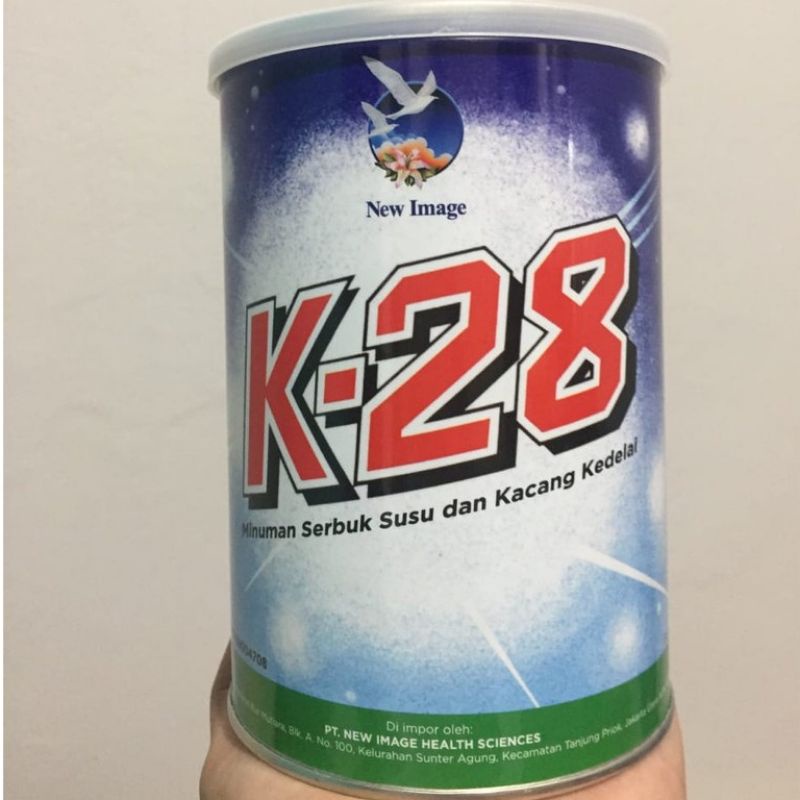 New Image
K-28
Minuman Serbuk Susu dan Kacang Kedelai
Di impor oleh:
PT. NEW IMAGE HEALTH SCIENCES
Mutiara, Blk. A No. 100, Kelurahan Sunter Agung, Kecamatan Tanjung Priok, Jakarta